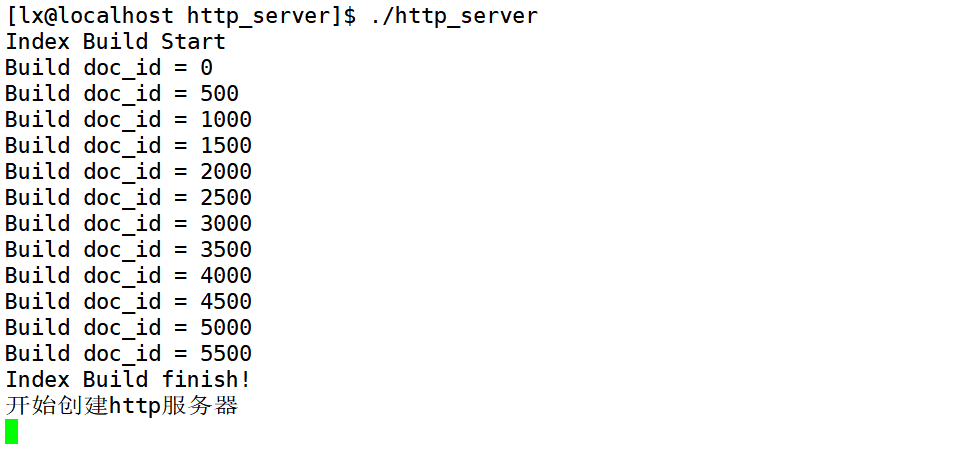 [lx@localhost http_server]$ ./http_server
Index Build Start
Build doc_id = 0
Build doc_id = 500
Build doc_id = 1000
Build doc_id = 1500
Build doc_id = 2000
Build doc_id = 2500
Build doc_id = 3000
Build doc_id = 3500
Build doc_id = 4000
Build doc_id = 4500
Build doc_id = 5000
Build doc_id = 5500
Index Build finish!
开始创建http服务器